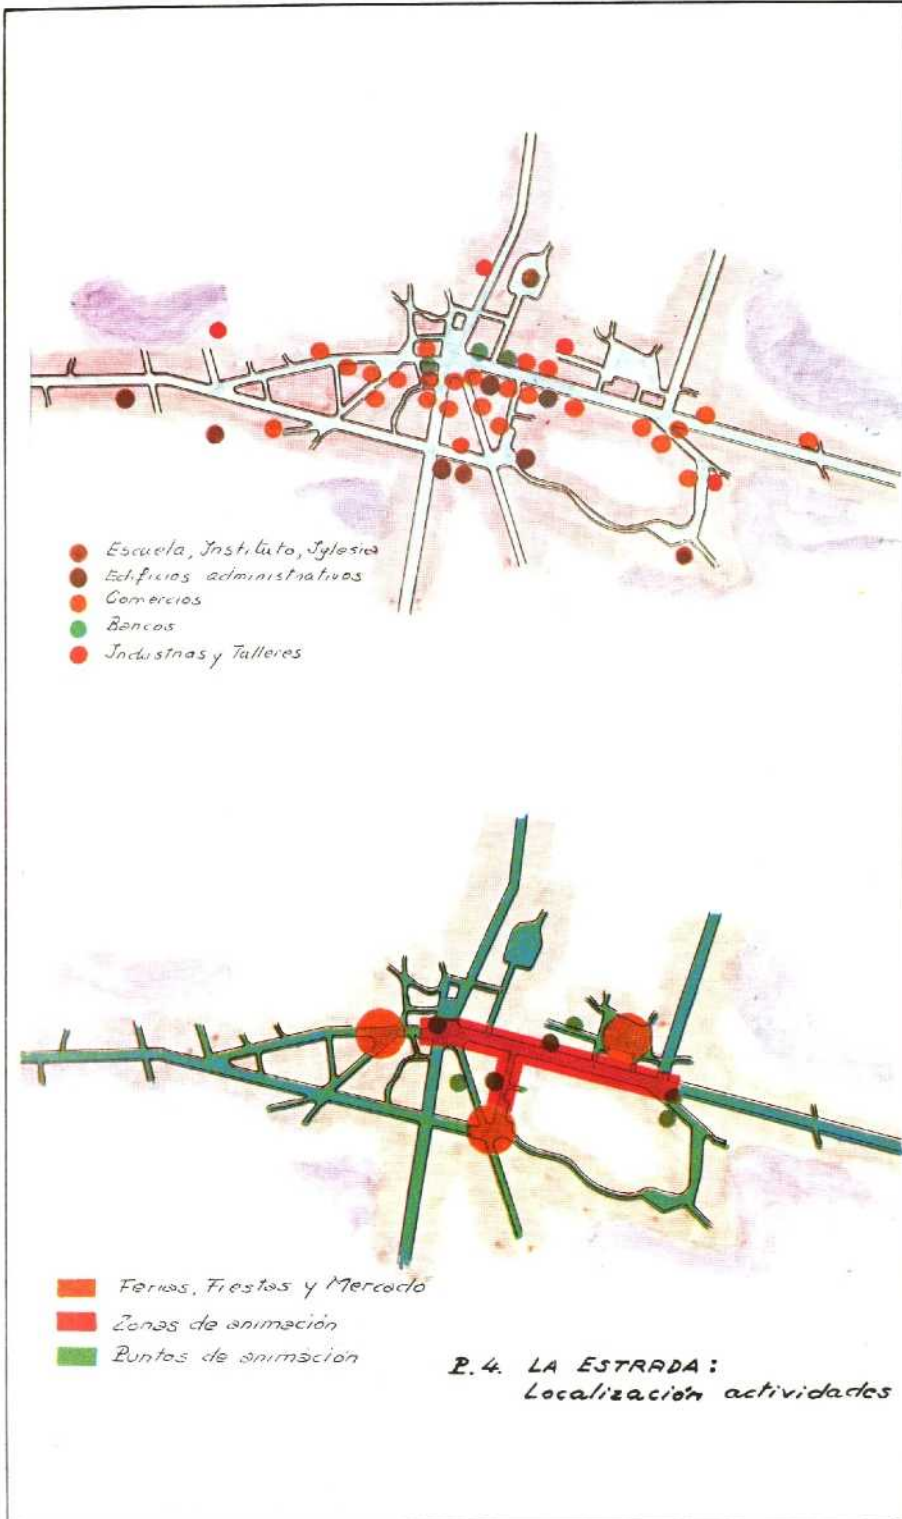 Escuela, Instituto, Iglesia
Edificios administrativos
Comercios
Bancos
Industrias y Talleres
Ferias, Fiestas y Mercado
Zonas de animación
Puntos de animación
P.4. LA ESTRADA:
Localización actividades